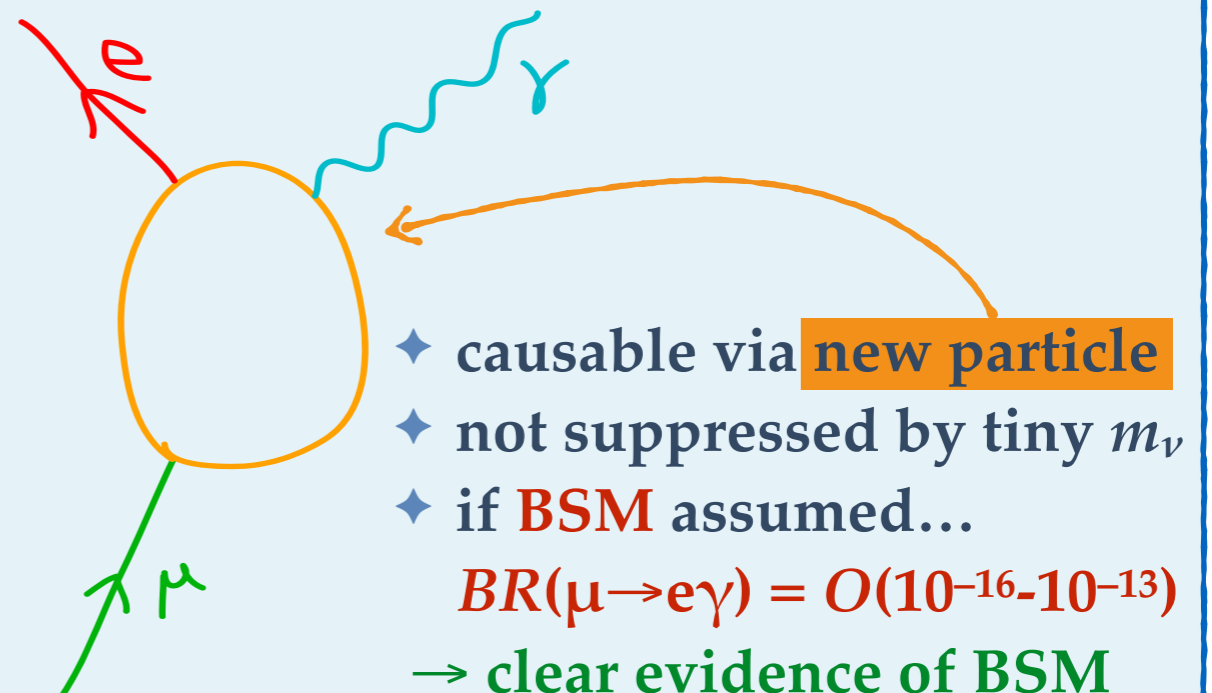 e
γ
✦ causable via new particle
✦ not suppressed by tiny mν
✦ if BSM assumed…
μ
BR(μ→eγ) = O(10⁻¹⁶-10⁻¹³)
→ clear evidence of BSM